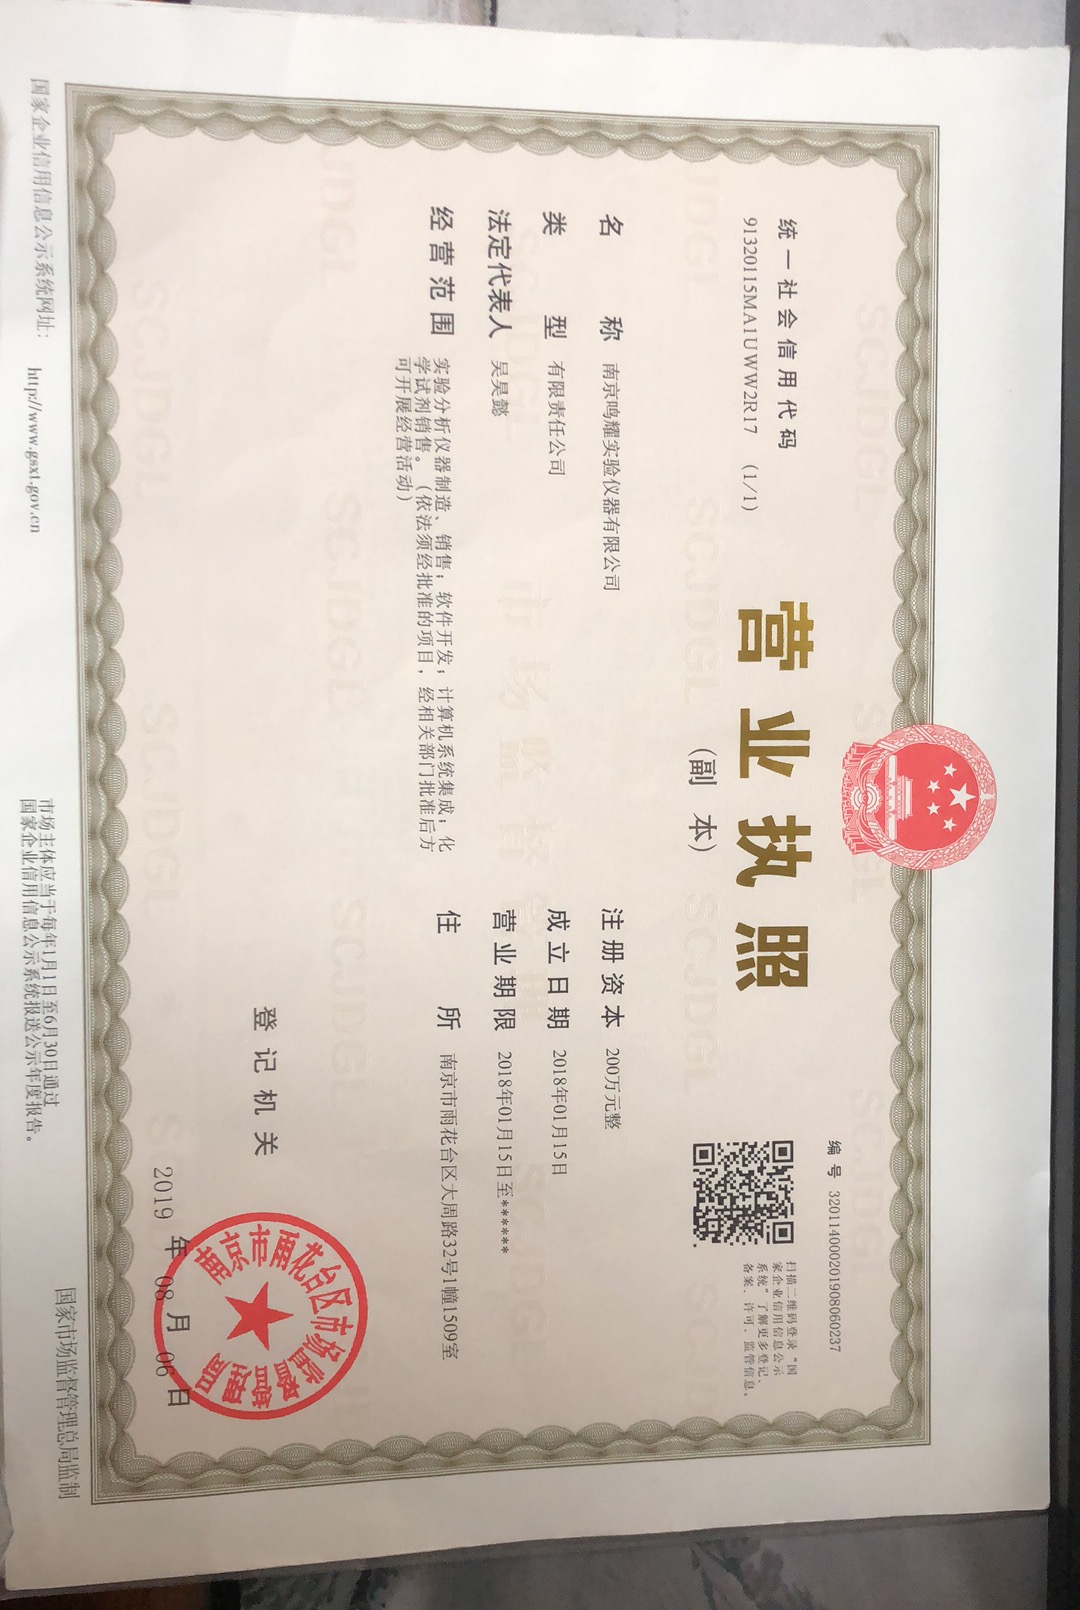 编号 320114000201908060237
统一社会信用代码
91320115MA1UWW2R17 (1/1)
营业执照
(副 本)
扫描二维码登录“国
家企业信用信息公示
系统”了解更多登记、
备案、许可、监管信息。
名称 南京鸣耀实验仪器有限公司
类型 有限责任公司
法定代表人 吴昊懿
经营范围 实验分析仪器制造、销售；软件开发；计算机系统集成；化
学试剂销售。（依法须经批准的项目，经相关部门批准后方
可开展经营活动）
注册资本 200万元整
成立日期 2018年01月15日
营业期限 2018年01月15日至******
住所 南京市雨花台区大周路32号1幢1509室
登记机关
南京市雨花台区市场监督管理局
2019 年 08 月 06 日
国家企业信用信息公示系统网址： http://www.gsxt.gov.cn
市场主体应当于每年1月1日至6月30日通过
国家企业信用信息公示系统报送公示年度报告。
国家市场监督管理总局监制
市场监督管理
SCJDGL